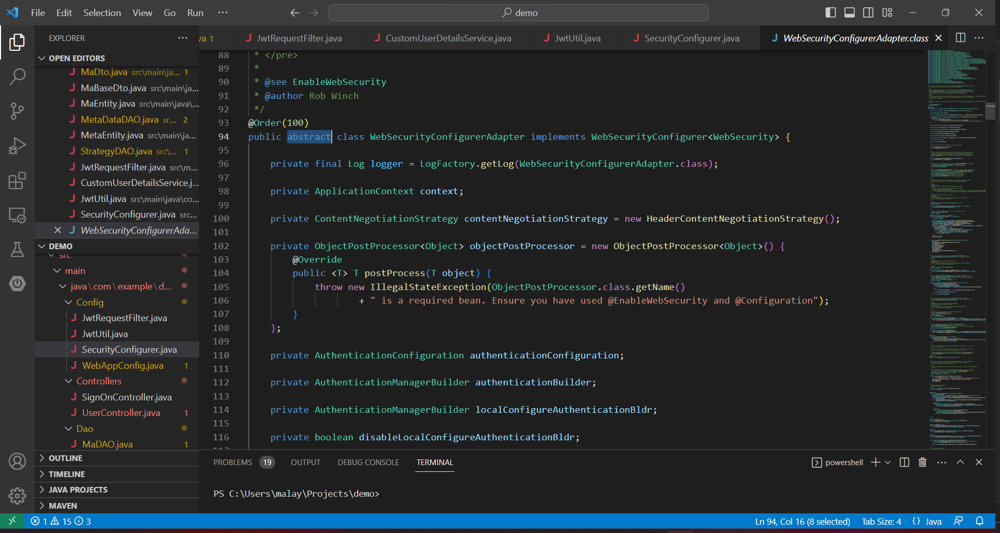 File Edit Selection View Go Run ··· demo
EXPLORER ···
OPEN EDITORS
MaDto.java src\main\ja... 1
MaBaseDto.java src\main\ja...
MaEntity.java src\main\java\...
MetaDataDAO.java sr... 2
MetaEntity.java src\main\ja...
StrategyDAO.java src\... 1
JwtRequestFilter.java src\m...
CustomUserDetailsService.j...
JwtUtil.java src\main\java\co...
SecurityConfigurer.java src...
WebSecurityConfigurerAda...
DEMO
src
main
java\com\example\d...
Config
JwtRequestFilter.java
JwtUtil.java
SecurityConfigurer.java
WebAppConfig.java 1
Controllers
SignOnController.java
UserController.java 1
Dao
MaDAO.java 1
OUTLINE
TIMELINE
JAVA PROJECTS
MAVEN
va 1 JwtRequestFilter.java CustomUserDetailsService.java JwtUtil.java SecurityConfigurer.java WebSecurityConfigurerAdapter.class
88 * </pre>
89 *
90 * @see EnableWebSecurity
91 * @author Rob Winch
92 */
93 @Order(100)
94 public abstract class WebSecurityConfigurerAdapter implements WebSecurityConfigurer<WebSecurity> {
95
96 private final Log logger = LogFactory.getLog(WebSecurityConfigurerAdapter.class);
97
98 private ApplicationContext context;
99
100 private ContentNegotiationStrategy contentNegotiationStrategy = new HeaderContentNegotiationStrategy();
101
102 private ObjectPostProcessor<Object> objectPostProcessor = new ObjectPostProcessor<Object>() {
103 @Override
104 public <T> T postProcess(T object) {
105 throw new IllegalStateException(ObjectPostProcessor.class.getName()
106 + " is a required bean. Ensure you have used @EnableWebSecurity and @Configuration");
107 }
108 };
109
110 private AuthenticationConfiguration authenticationConfiguration;
111
112 private AuthenticationManagerBuilder authenticationBuilder;
113
114 private AuthenticationManagerBuilder localConfigureAuthenticationBldr;
115
116 private boolean disableLocalConfigureAuthenticationBldr;
117
PROBLEMS 19 OUTPUT DEBUG CONSOLE TERMINAL powershell
PS C:\Users\malay\Projects\demo>
1 15 3 Ln 94, Col 16 (8 selected) Tab Size: 4 {} Java